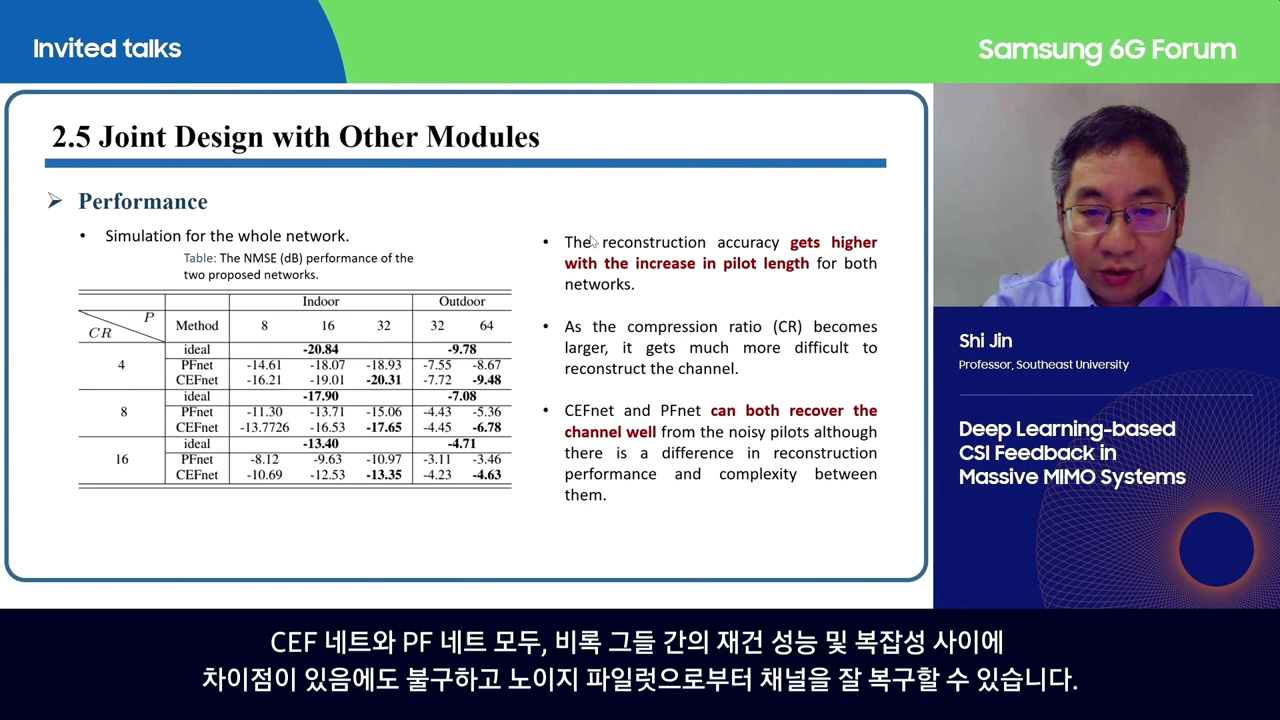 Invited talks
Samsung 6G Forum
2.5 Joint Design with Other Modules
➢ Performance
• Simulation for the whole network.
Table: The NMSE (dB) performance of the
two proposed networks.
Indoor Outdoor
P
CR
Method 8 16 32 32 64
ideal -20.84 -9.78
4
PFnet -14.61 -18.07 -18.93 -7.55 -8.67
CEFnet -16.21 -19.01 -20.31 -7.72 -9.48
ideal -17.90 -7.08
8
PFnet -11.30 -13.71 -15.06 -4.43 -5.36
CEFnet -13.7726 -16.53 -17.65 -4.45 -6.78
ideal -13.40 -4.71
16
PFnet -8.12 -9.63 -10.97 -3.11 -3.46
CEFnet -10.69 -12.53 -13.35 -4.23 -4.63
• The reconstruction accuracy gets higher
with the increase in pilot length for both
networks.
• As the compression ratio (CR) becomes
larger, it gets much more difficult to
reconstruct the channel.
• CEFnet and PFnet can both recover the
channel well from the noisy pilots although
there is a difference in reconstruction
performance and complexity between
them.
Shi Jin
Professor, Southeast University
Deep Learning-based
CSI Feedback in
Massive MIMO Systems
CEF 네트와 PF 네트 모두, 비록 그들 간의 재건 성능 및 복잡성 사이에
차이점이 있음에도 불구하고 노이지 파일럿으로부터 채널을 잘 복구할 수 있습니다.